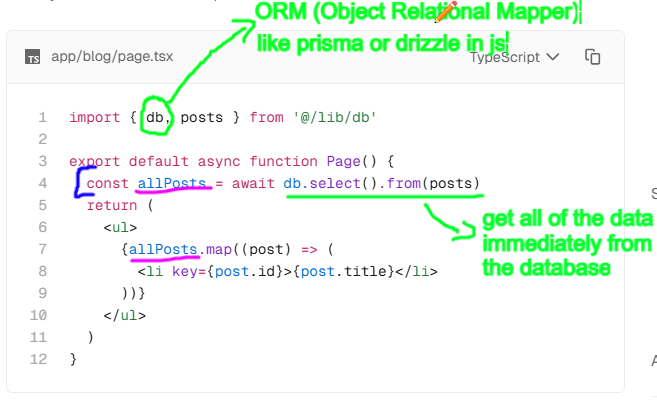 ORM (Object Relational Mapper)
like prisma or drizzle in js
TS app/blog/page.tsx TypeScript
1 import { db, posts } from '@/lib/db'
2
3 export default async function Page() {
4 const allPosts = await db.select().from(posts)
5 return (
6 <ul>
7 {allPosts.map((post) => (
8 <li key={post.id}>{post.title}</li>
9 ))}
10 </ul>
11 )
12 }
get all of the data
immediately from
the database